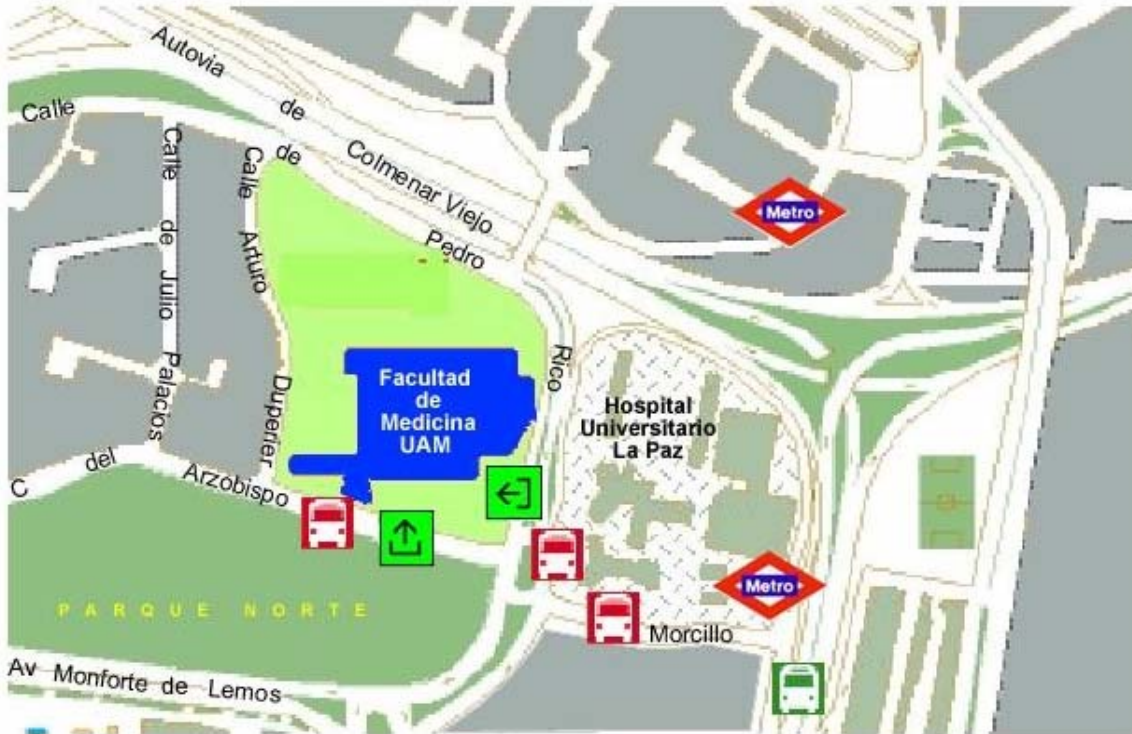 Autovia de Colmenar Viejo
Calle de Pedro Rico
Calle de Julio Palacios
Calle Arturo Duperier
Metro
Facultad
de
Medicina
UAM
Hospital
Universitario
La Paz
C del Arzobispo Morcillo
Metro
PARQUE NORTE
Av Monforte de Lemos